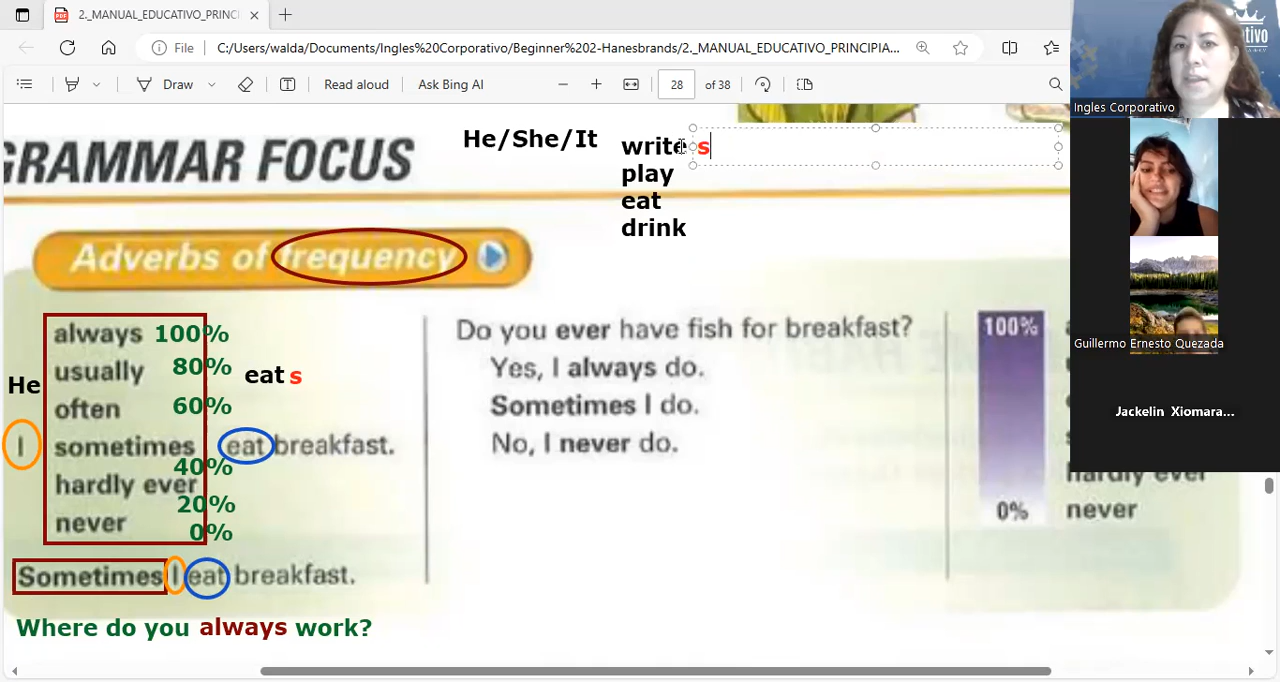 2._MANUAL_EDUCATIVO_PRINCI
File C:/Users/walda/Documents/Ingles%20Corporativo/Beginner%202-Hanesbrands/2._MANUAL_EDUCATIVO_PRINCIPIA...
Draw
Read aloud
Ask Bing AI
28 of 38
GRAMMAR FOCUS
He/She/It
write s
play
eat
drink
Adverbs of frequency
always 100%
usually 80%
often 60%
He
eat s
I sometimes eat breakfast.
40%
hardly ever
20%
never
0%
Sometimes I eat breakfast.
Where do you always work?
Do you ever have fish for breakfast?
Yes, I always do.
Sometimes I do.
No, I never do.
100%
0%
hardly ever
never
Ingles Corporativo
Guillermo Ernesto Quezada
Jackelin Xiomara...